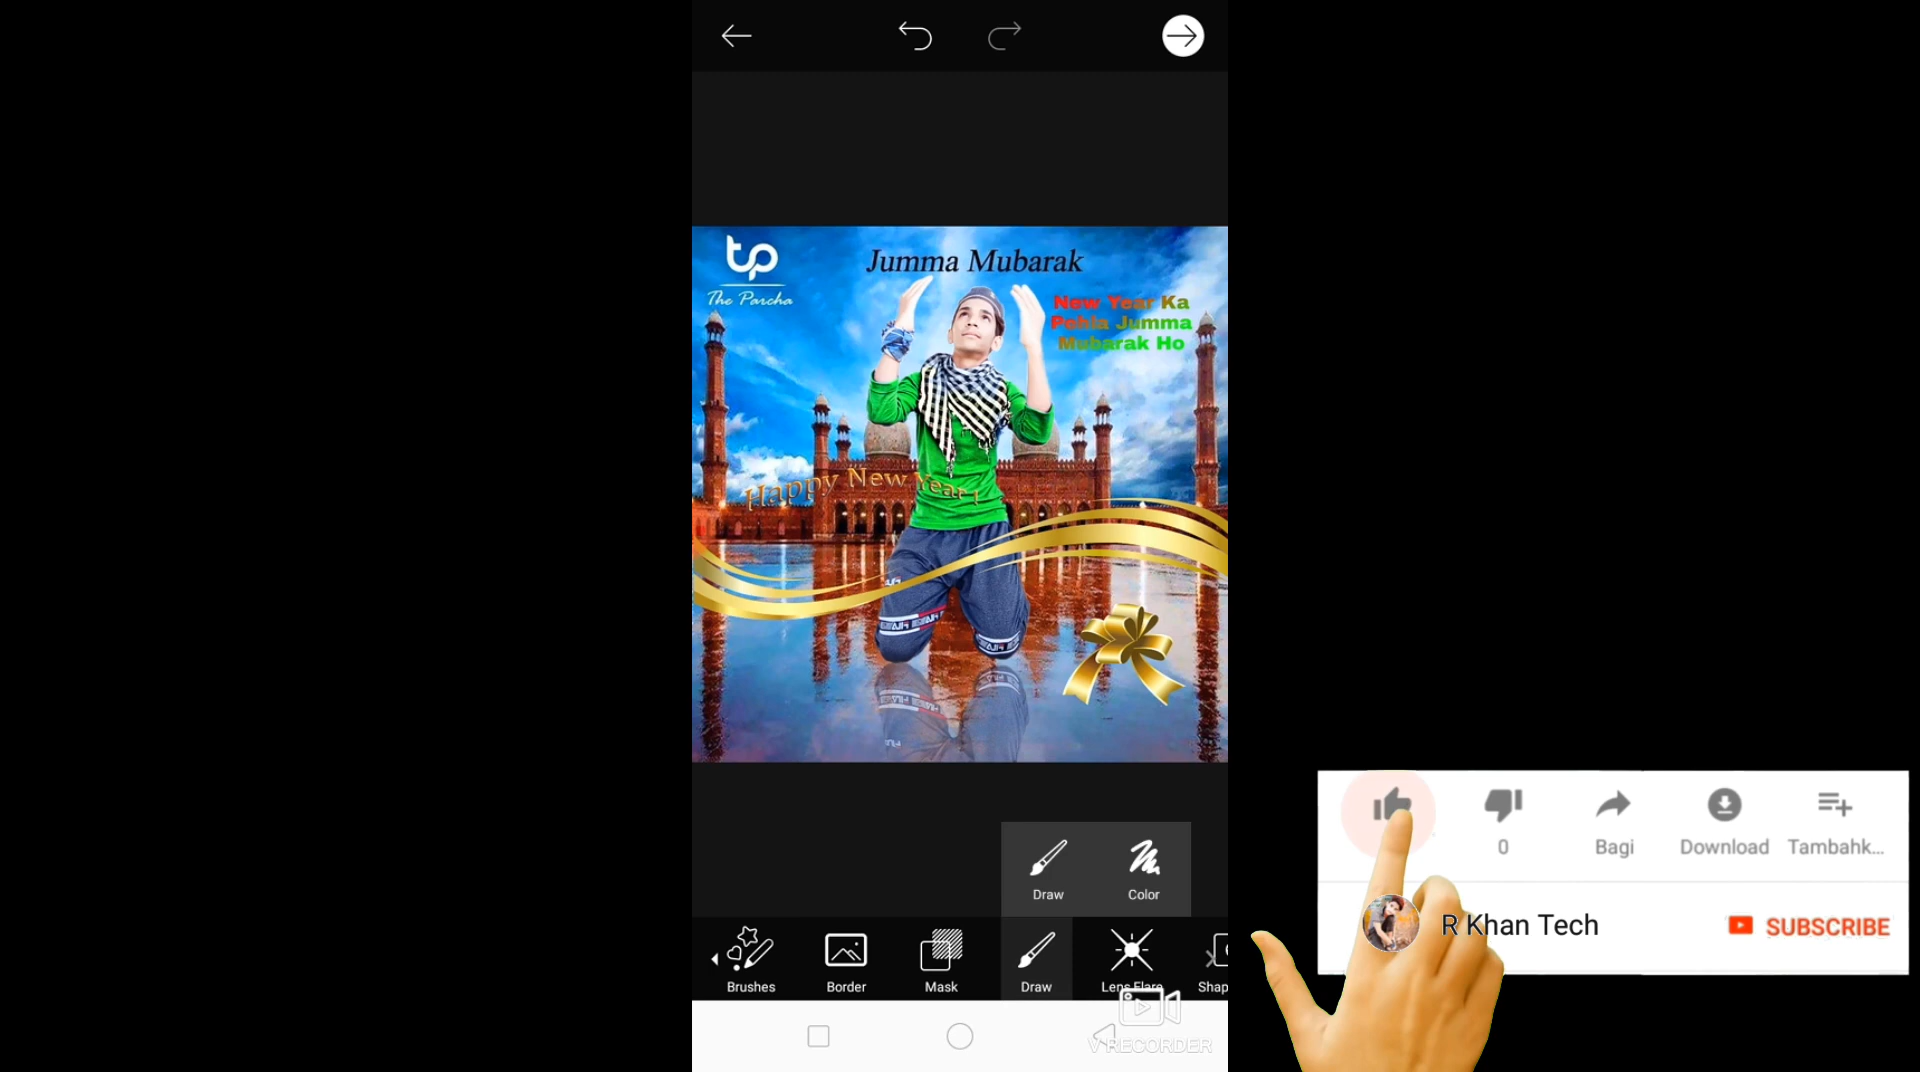 tp
The Parcha
Jumma Mubarak
New Year Ka
Pehla Jumma
Mubarak Ho
Happy New Year !
Draw
Color
Brushes
Border
Mask
Draw
Lens Flare
Shap
V RECORDER
0
Bagi
Download
Tambahk...
R Khan Tech
SUBSCRIBE